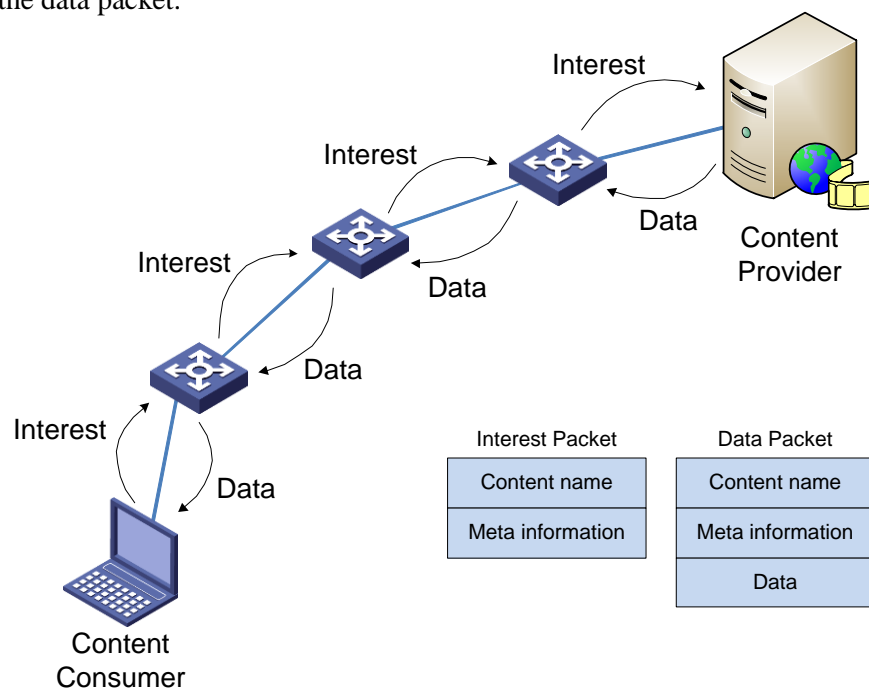 the data packet.
Interest
Interest
Data
Content
Provider
Interest
Data
Data
Interest
Data
Content
Consumer
Interest Packet
Content name
Meta information
Data Packet
Content name
Meta information
Data